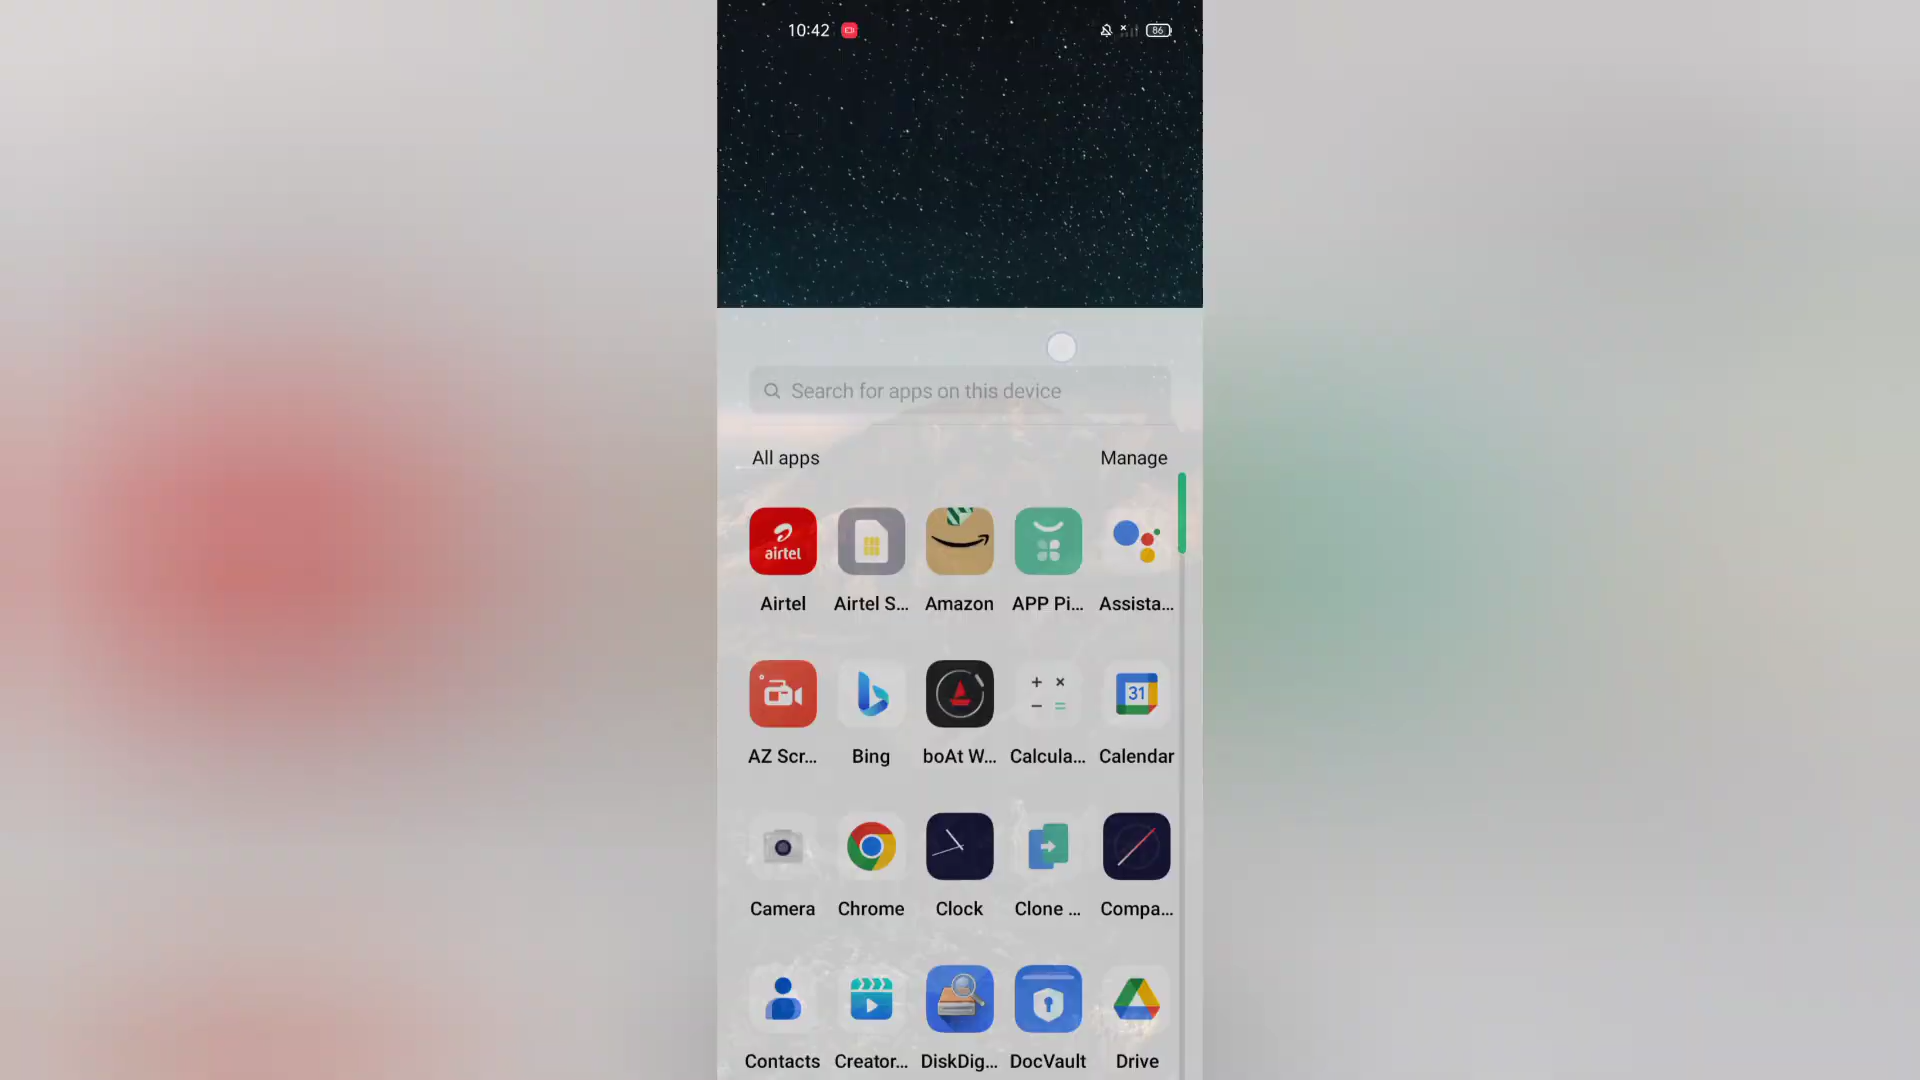 10:42
86
Search for apps on this device
All apps
Manage
airtel
31
Airtel
Airtel S...
Amazon
APP Pi...
Assista...
AZ Scr...
Bing
boAt W...
Calcula...
Calendar
Camera
Chrome
Clock
Clone ...
Compa...
Contacts
Creator...
DiskDig...
DocVault
Drive